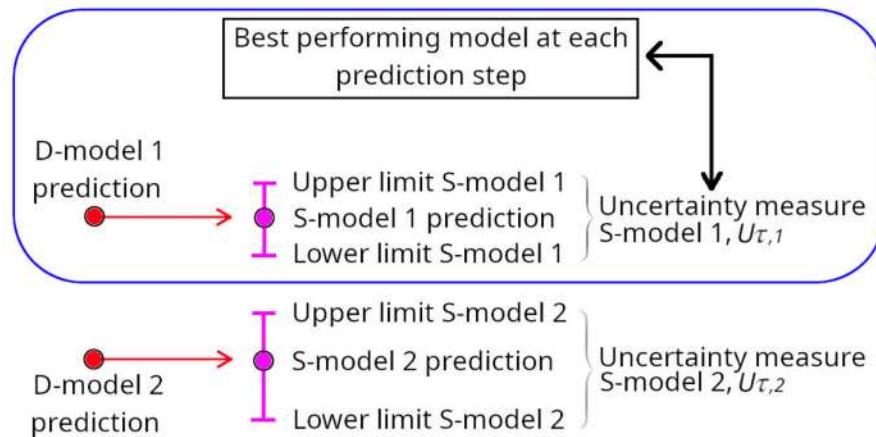 Best performing model at each
prediction step
D-model 1
prediction
Upper limit S-model 1
S-model 1 prediction
Lower limit S-model 1
Uncertainty measure
S-model 1, Uτ,1
Upper limit S-model 2
S-model 2 prediction
Lower limit S-model 2
Uncertainty measure
S-model 2, Uτ,2
D-model 2
prediction